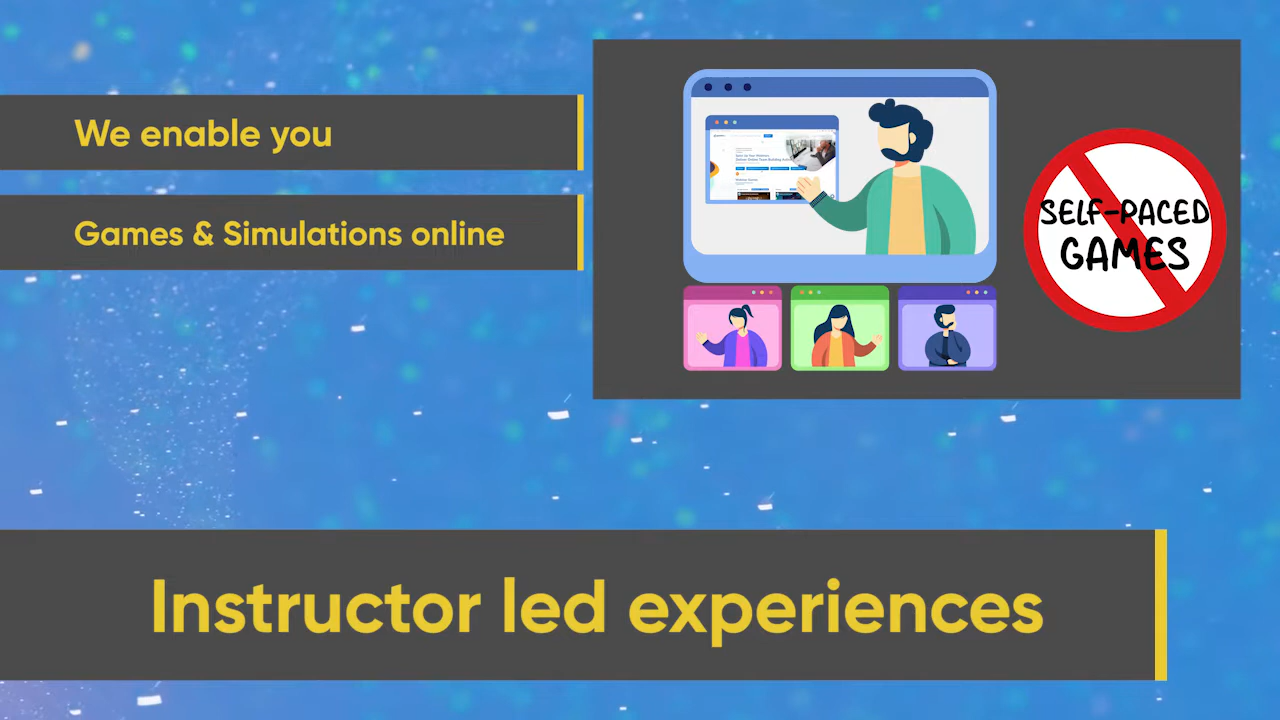 We enable you
Games & Simulations online
SELF-PACED
GAMES
Instructor led experiences